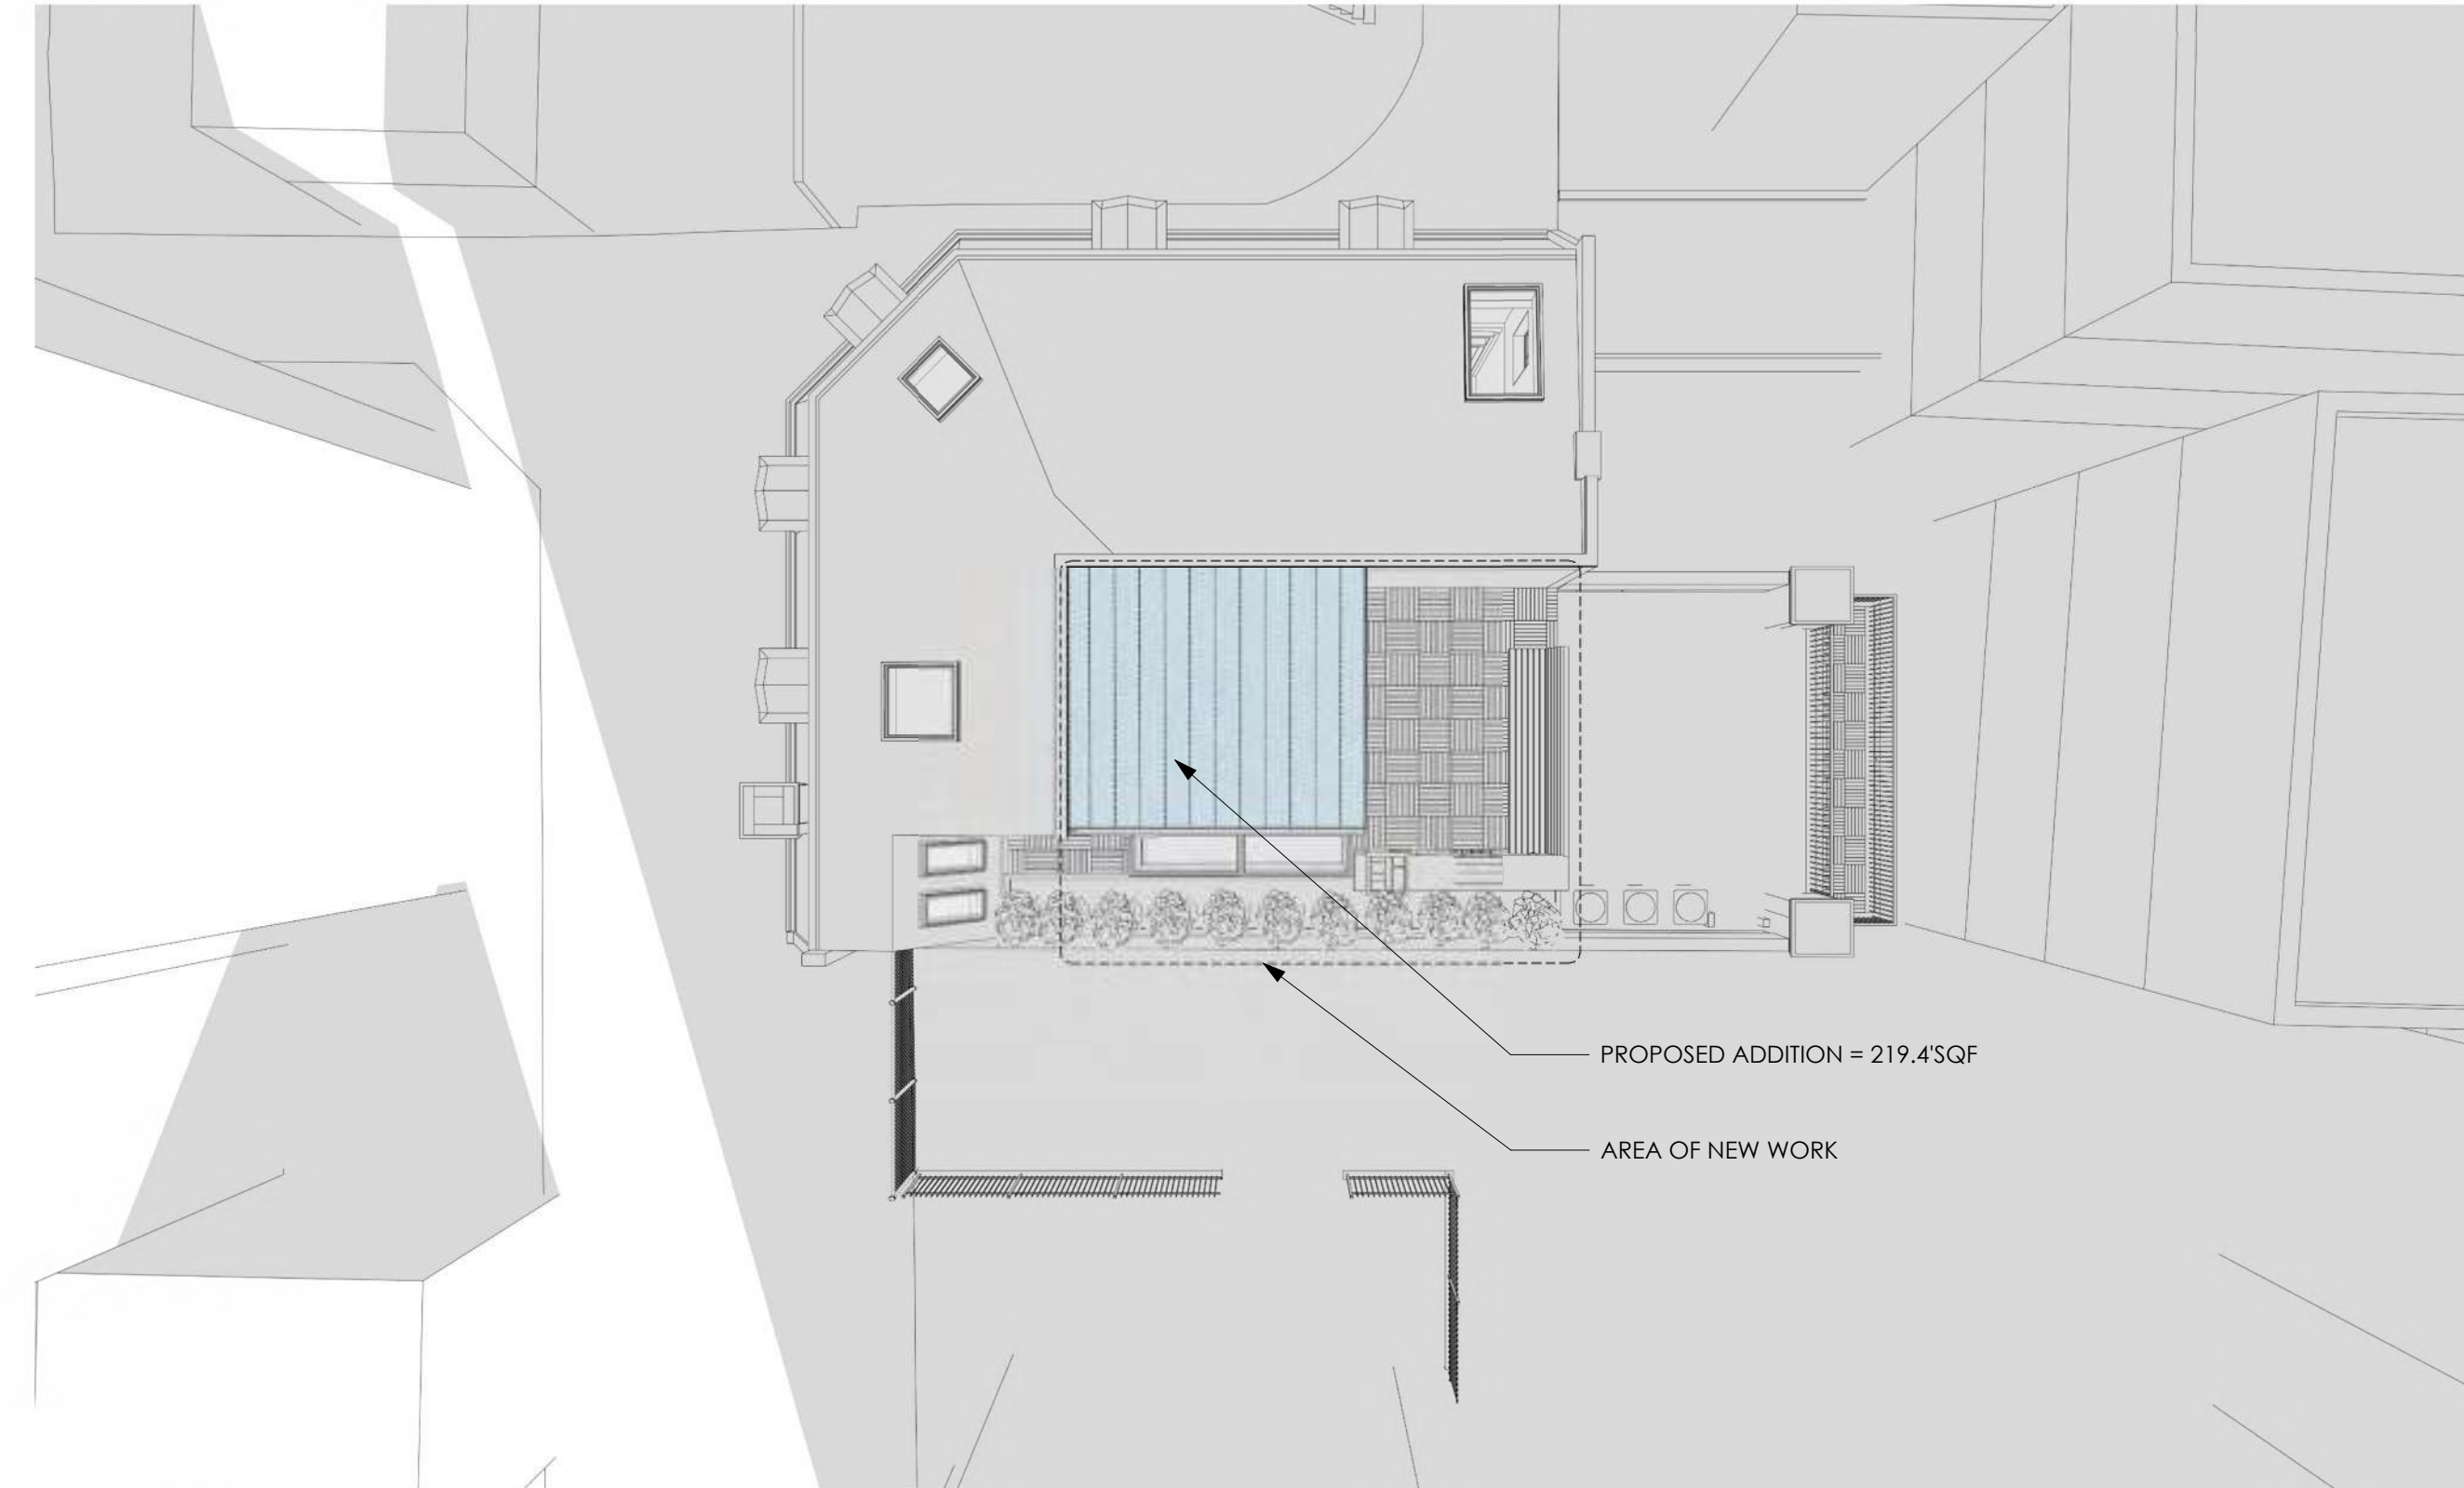 PROPOSED ADDITION = 219.4'SQF
AREA OF NEW WORK